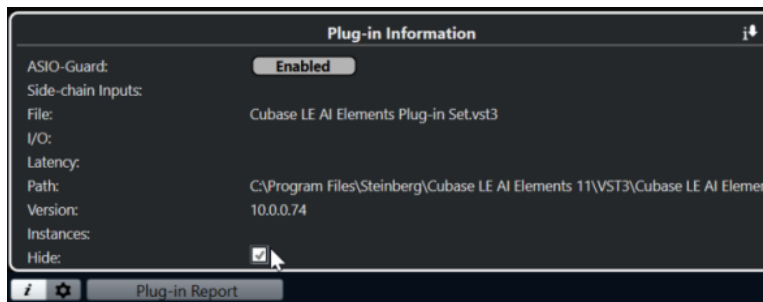 Plug-in Information
ASIO-Guard: Enabled
Side-chain Inputs:
File: Cubase LE AI Elements Plug-in Set.vst3
I/O:
Latency:
Path: C:\Program Files\Steinberg\Cubase LE AI Elements 11\VST3\Cubase LE AI Elemen
Version: 10.0.0.74
Instances:
Hide:
i Plug-in Report